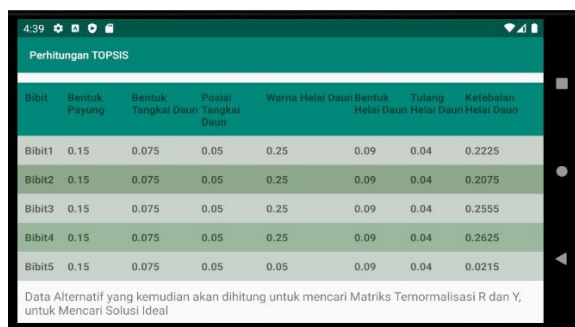 4:39
Perhitungan TOPSIS
Bibit Bentuk Payung Bentuk Tangkai Daun Posisi Tangkai Daun Warna Helai Daun Bentuk Helai Daun Tulang Helai Daun Ketebalan Helai Daun
Bibit1 0.15 0.075 0.05 0.25 0.09 0.04 0.2225
Bibit2 0.15 0.075 0.05 0.25 0.09 0.04 0.2075
Bibit3 0.15 0.075 0.05 0.25 0.09 0.04 0.2555
Bibit4 0.15 0.075 0.05 0.25 0.09 0.04 0.2625
Bibit5 0.15 0.075 0.05 0.05 0.09 0.04 0.0215
Data Alternatif yang kemudian akan dihitung untuk mencari Matriks Ternormalisasi R dan Y,
untuk Mencari Solusi Ideal